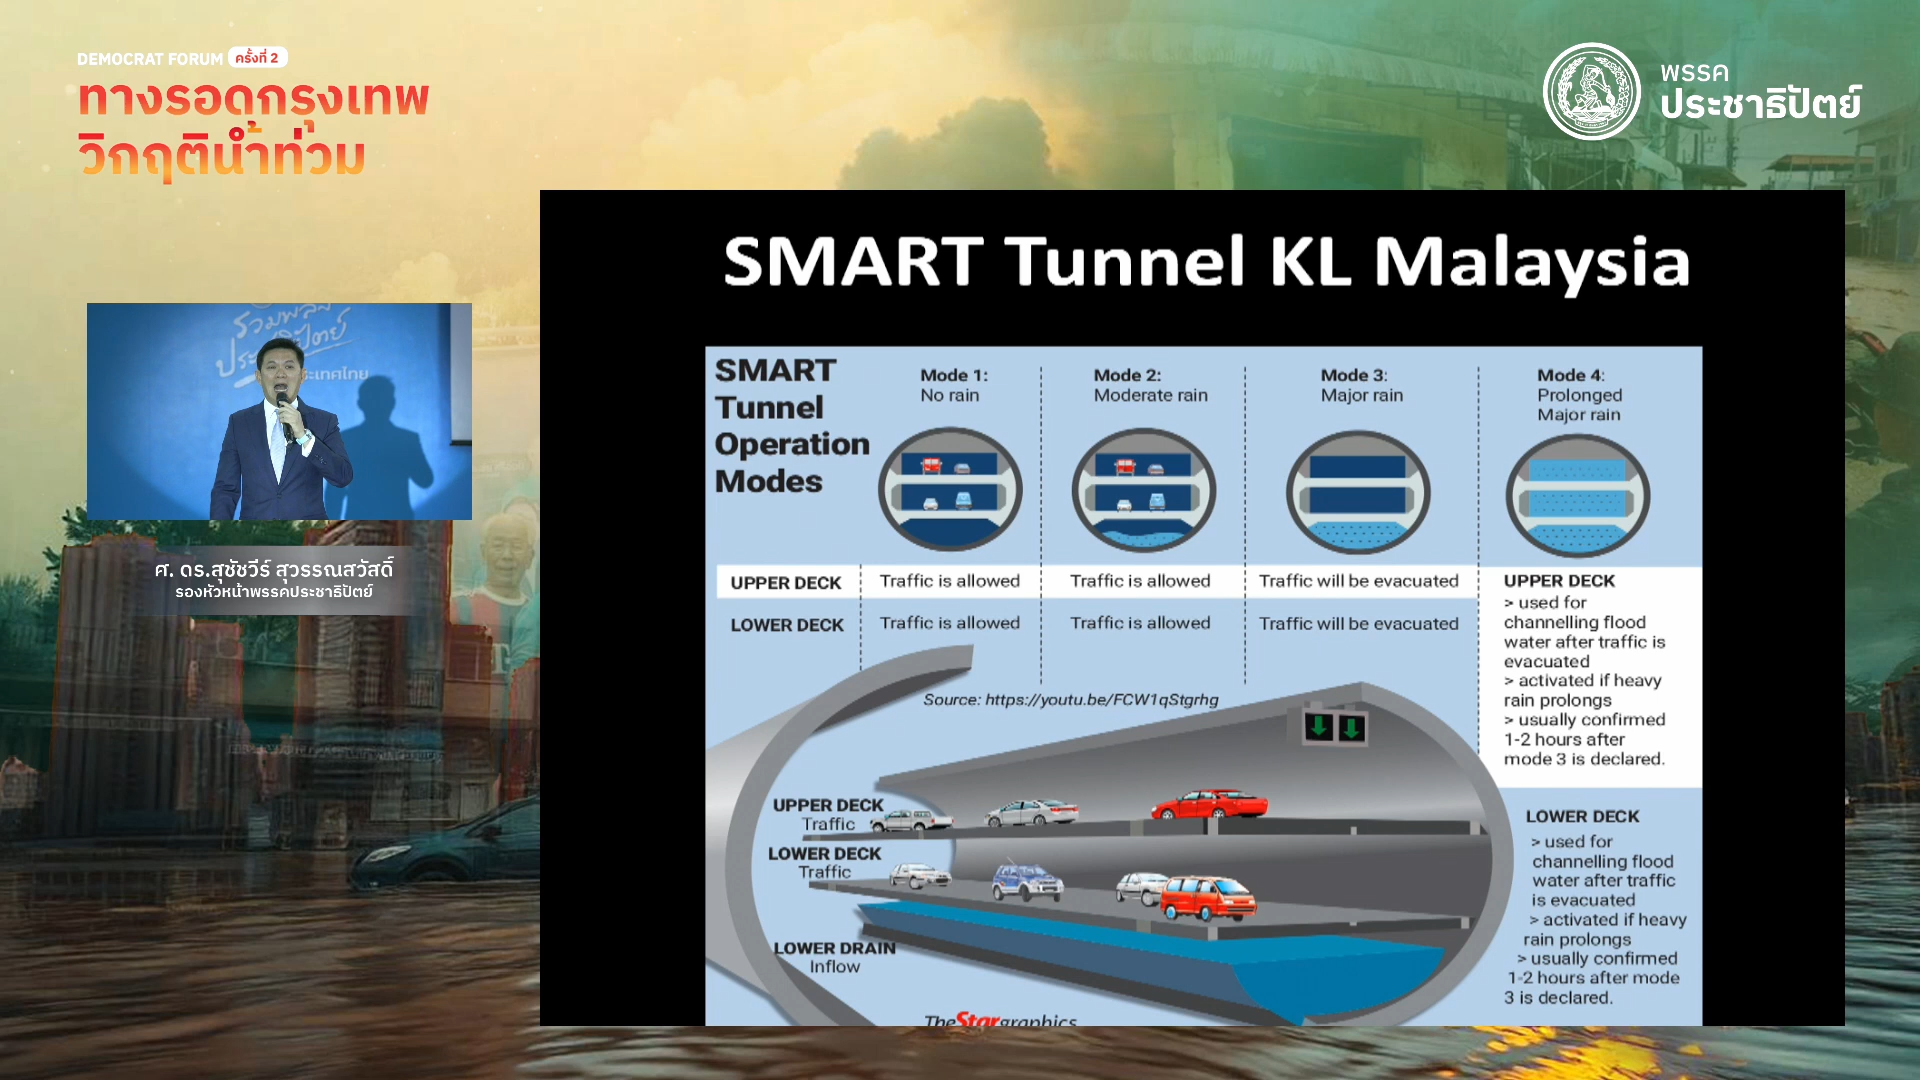 DEMOCRAT FORUM ครั้งที่ 2
ทางรอดกรุงเทพ
วิกฤติน้ำท่วม
พรรค
ประชาธิปัตย์
ศ. ดร.สุชัชวีร์ สุวรรณสวัสดิ์
รองหัวหน้าพรรคประชาธิปัตย์
SMART Tunnel KL Malaysia
SMART
Tunnel
Operation
Modes
Mode 1:
No rain
Mode 2:
Moderate rain
Mode 3:
Major rain
Mode 4:
Prolonged
Major rain
UPPER DECK
Traffic is allowed
Traffic is allowed
Traffic will be evacuated
LOWER DECK
Traffic is allowed
Traffic is allowed
Traffic will be evacuated
UPPER DECK
> used for
channelling flood
water after traffic is
evacuated
> activated if heavy
rain prolongs
> usually confirmed
1-2 hours after
mode 3 is declared.
Source: https://youtu.be/FCW1qStgrhg
UPPER DECK
Traffic
LOWER DECK
Traffic
LOWER DRAIN
Inflow
LOWER DECK
> used for
channelling flood
water after traffic
is evacuated
> activated if heavy
rain prolongs
> usually confirmed
1-2 hours after mode
3 is declared.
TheStargraphics